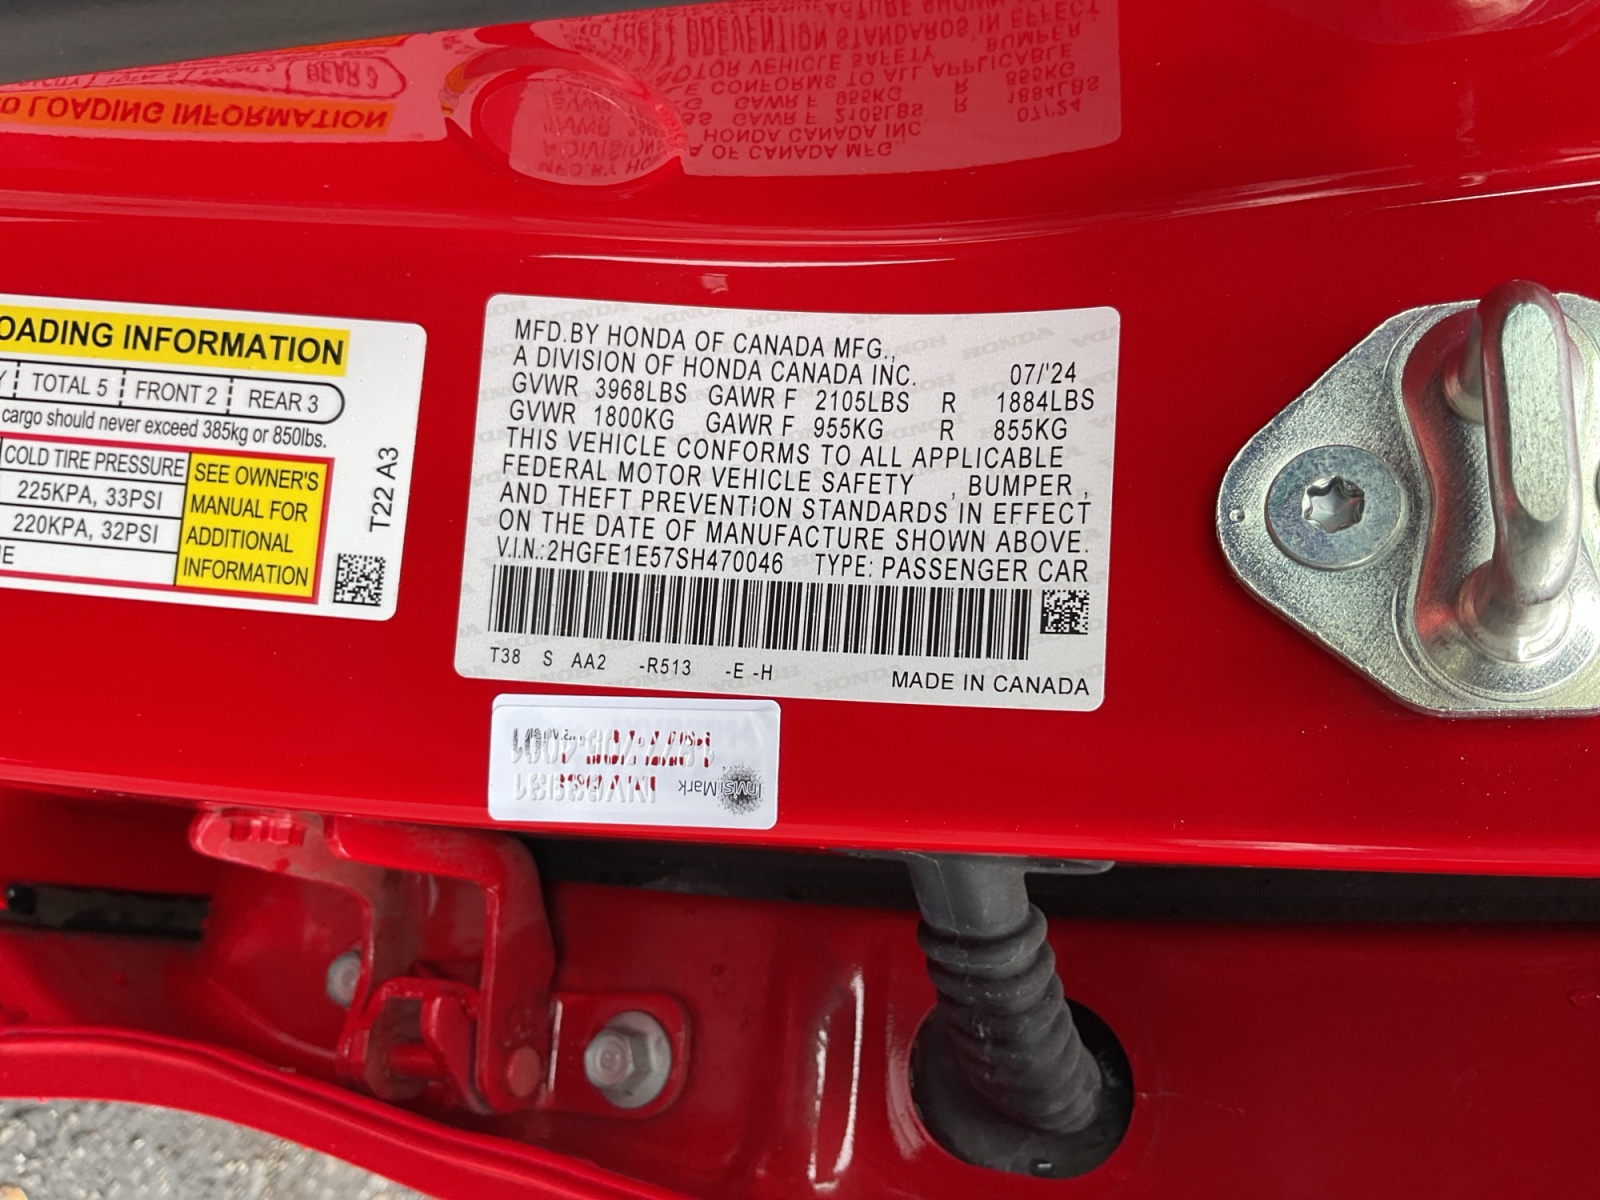 OADING INFORMATION
Y TOTAL 5 FRONT 2 REAR 3
cargo should never exceed 385kg or 850lbs.
COLD TIRE PRESSURE
225KPA, 33PSI
220KPA, 32PSI
E
SEE OWNER'S
MANUAL FOR
ADDITIONAL
INFORMATION
T22 A3
MFD.BY HONDA OF CANADA MFG.,
A DIVISION OF HONDA CANADA INC. 07/'24
GVWR 3968LBS GAWR F 2105LBS R 1884LBS
GVWR 1800KG GAWR F 955KG R 855KG
THIS VEHICLE CONFORMS TO ALL APPLICABLE
FEDERAL MOTOR VEHICLE SAFETY , BUMPER ,
AND THEFT PREVENTION STANDARDS IN EFFECT
ON THE DATE OF MANUFACTURE SHOWN ABOVE.
V.I.N.:2HGFE1E57SH470046 TYPE: PASSENGER CAR
T38 S AA2 -R513 -E -H
MADE IN CANADA
InvisiMark